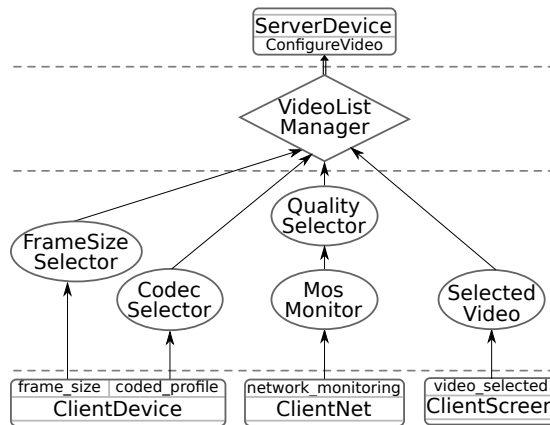 ServerDevice
ConfigureVideo
VideoList
Manager
Quality
Selector
FrameSize
Selector
Codec
Selector
Mos
Monitor
Selected
Video
frame_size
coded_profile
ClientDevice
network_monitoring
ClientNet
video_selected
ClientScreen